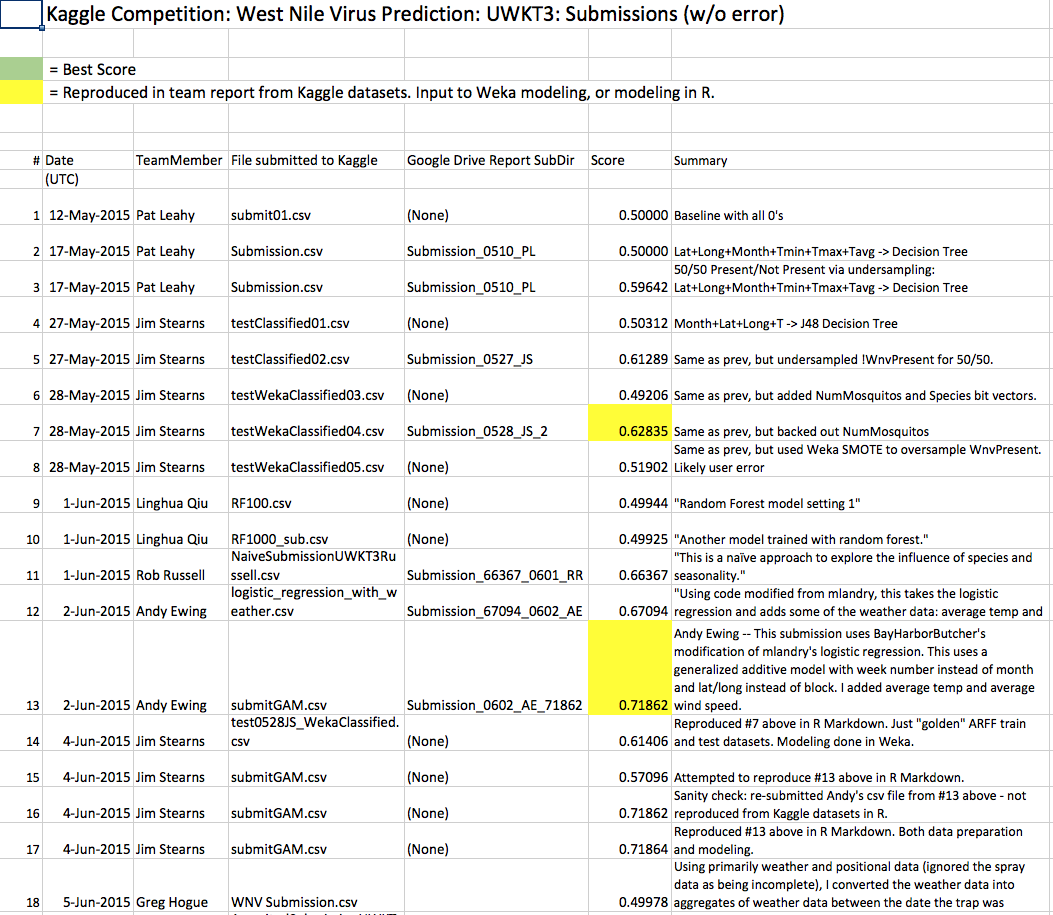 Kaggle Competition: West Nile Virus Prediction: UWKT3: Submissions (w/o error)
= Best Score
= Reproduced in team report from Kaggle datasets. Input to Weka modeling, or modeling in R.
# Date TeamMember File submitted to Kaggle Google Drive Report SubDir Score Summary
(UTC)
1 12-May-2015 Pat Leahy submit01.csv (None) 0.50000 Baseline with all 0's
2 17-May-2015 Pat Leahy Submission.csv Submission_0510_PL 0.50000 Lat+Long+Month+Tmin+Tmax+Tavg -> Decision Tree
50/50 Present/Not Present via undersampling:
3 17-May-2015 Pat Leahy Submission.csv Submission_0510_PL 0.59642 Lat+Long+Month+Tmin+Tmax+Tavg -> Decision Tree
4 27-May-2015 Jim Stearns testClassified01.csv (None) 0.50312 Month+Lat+Long+T -> J48 Decision Tree
5 27-May-2015 Jim Stearns testClassified02.csv Submission_0527_JS 0.61289 Same as prev, but undersampled !WnvPresent for 50/50.
6 28-May-2015 Jim Stearns testWekaClassified03.csv (None) 0.49206 Same as prev, but added NumMosquitos and Species bit vectors.
7 28-May-2015 Jim Stearns testWekaClassified04.csv Submission_0528_JS_2 0.62835 Same as prev, but backed out NumMosquitos
Same as prev, but used Weka SMOTE to oversample WnvPresent.
8 28-May-2015 Jim Stearns testWekaClassified05.csv (None) 0.51902 Likely user error
9 1-Jun-2015 Linghua Qiu RF100.csv (None) 0.49944 "Random Forest model setting 1"
10 1-Jun-2015 Linghua Qiu RF1000_sub.csv (None) 0.49925 "Another model trained with random forest."
NaiveSubmissionUWKT3Ru "This is a naïve approach to explore the influence of species and
11 1-Jun-2015 Rob Russell ssell.csv Submission_66367_0601_RR 0.66367 seasonality."
logistic_regression_with_w "Using code modified from mlandry, this takes the logistic
12 2-Jun-2015 Andy Ewing eather.csv Submission_67094_0602_AE 0.67094 regression and adds some of the weather data: average temp and
Andy Ewing -- This submission uses BayHarborButcher's
modification of mlandry's logistic regression. This uses a
generalized additive model with week number instead of month
and lat/long instead of block. I added average temp and average
13 2-Jun-2015 Andy Ewing submitGAM.csv Submission_0602_AE_71862 0.71862 wind speed.
test0528JS_WekaClassified. Reproduced #7 above in R Markdown. Just "golden" ARFF train
14 4-Jun-2015 Jim Stearns csv (None) 0.61406 and test datasets. Modeling done in Weka.
15 4-Jun-2015 Jim Stearns submitGAM.csv (None) 0.57096 Attempted to reproduce #13 above in R Markdown.
Sanity check: re-submitted Andy's csv file from #13 above - not
16 4-Jun-2015 Jim Stearns submitGAM.csv (None) 0.71862 reproduced from Kaggle datasets in R.
Reproduced #13 above in R Markdown. Both data preparation
17 4-Jun-2015 Jim Stearns submitGAM.csv (None) 0.71864 and modeling.
Using primarily weather and positional data (ignored the spray
data as being incomplete), I converted the weather data into
18 5-Jun-2015 Greg Hogue WNV Submission.csv 0.49978 aggregates of weather data between the date the trap was